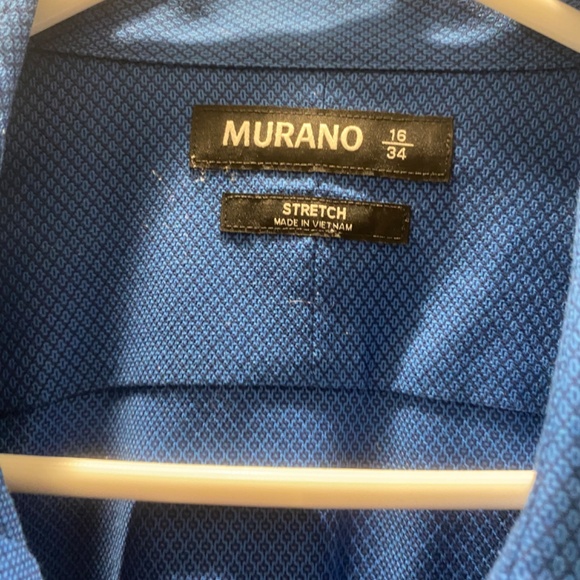 MURANO
16
34
STRETCH
MADE IN VIETNAM